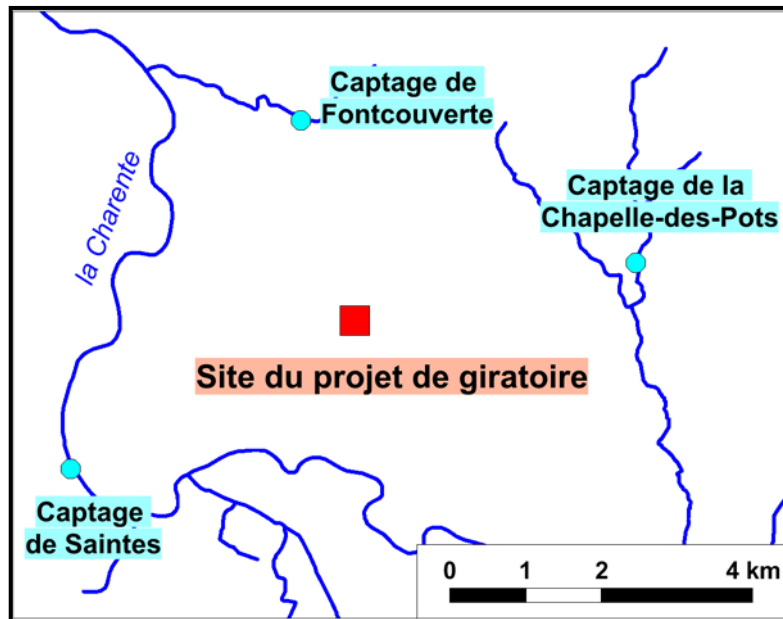 Captage de
Fontcouverte
la Charente
Captage de la
Chapelle-des-Pots
Site du projet de giratoire
Captage
de Saintes
0 1 2 4 km